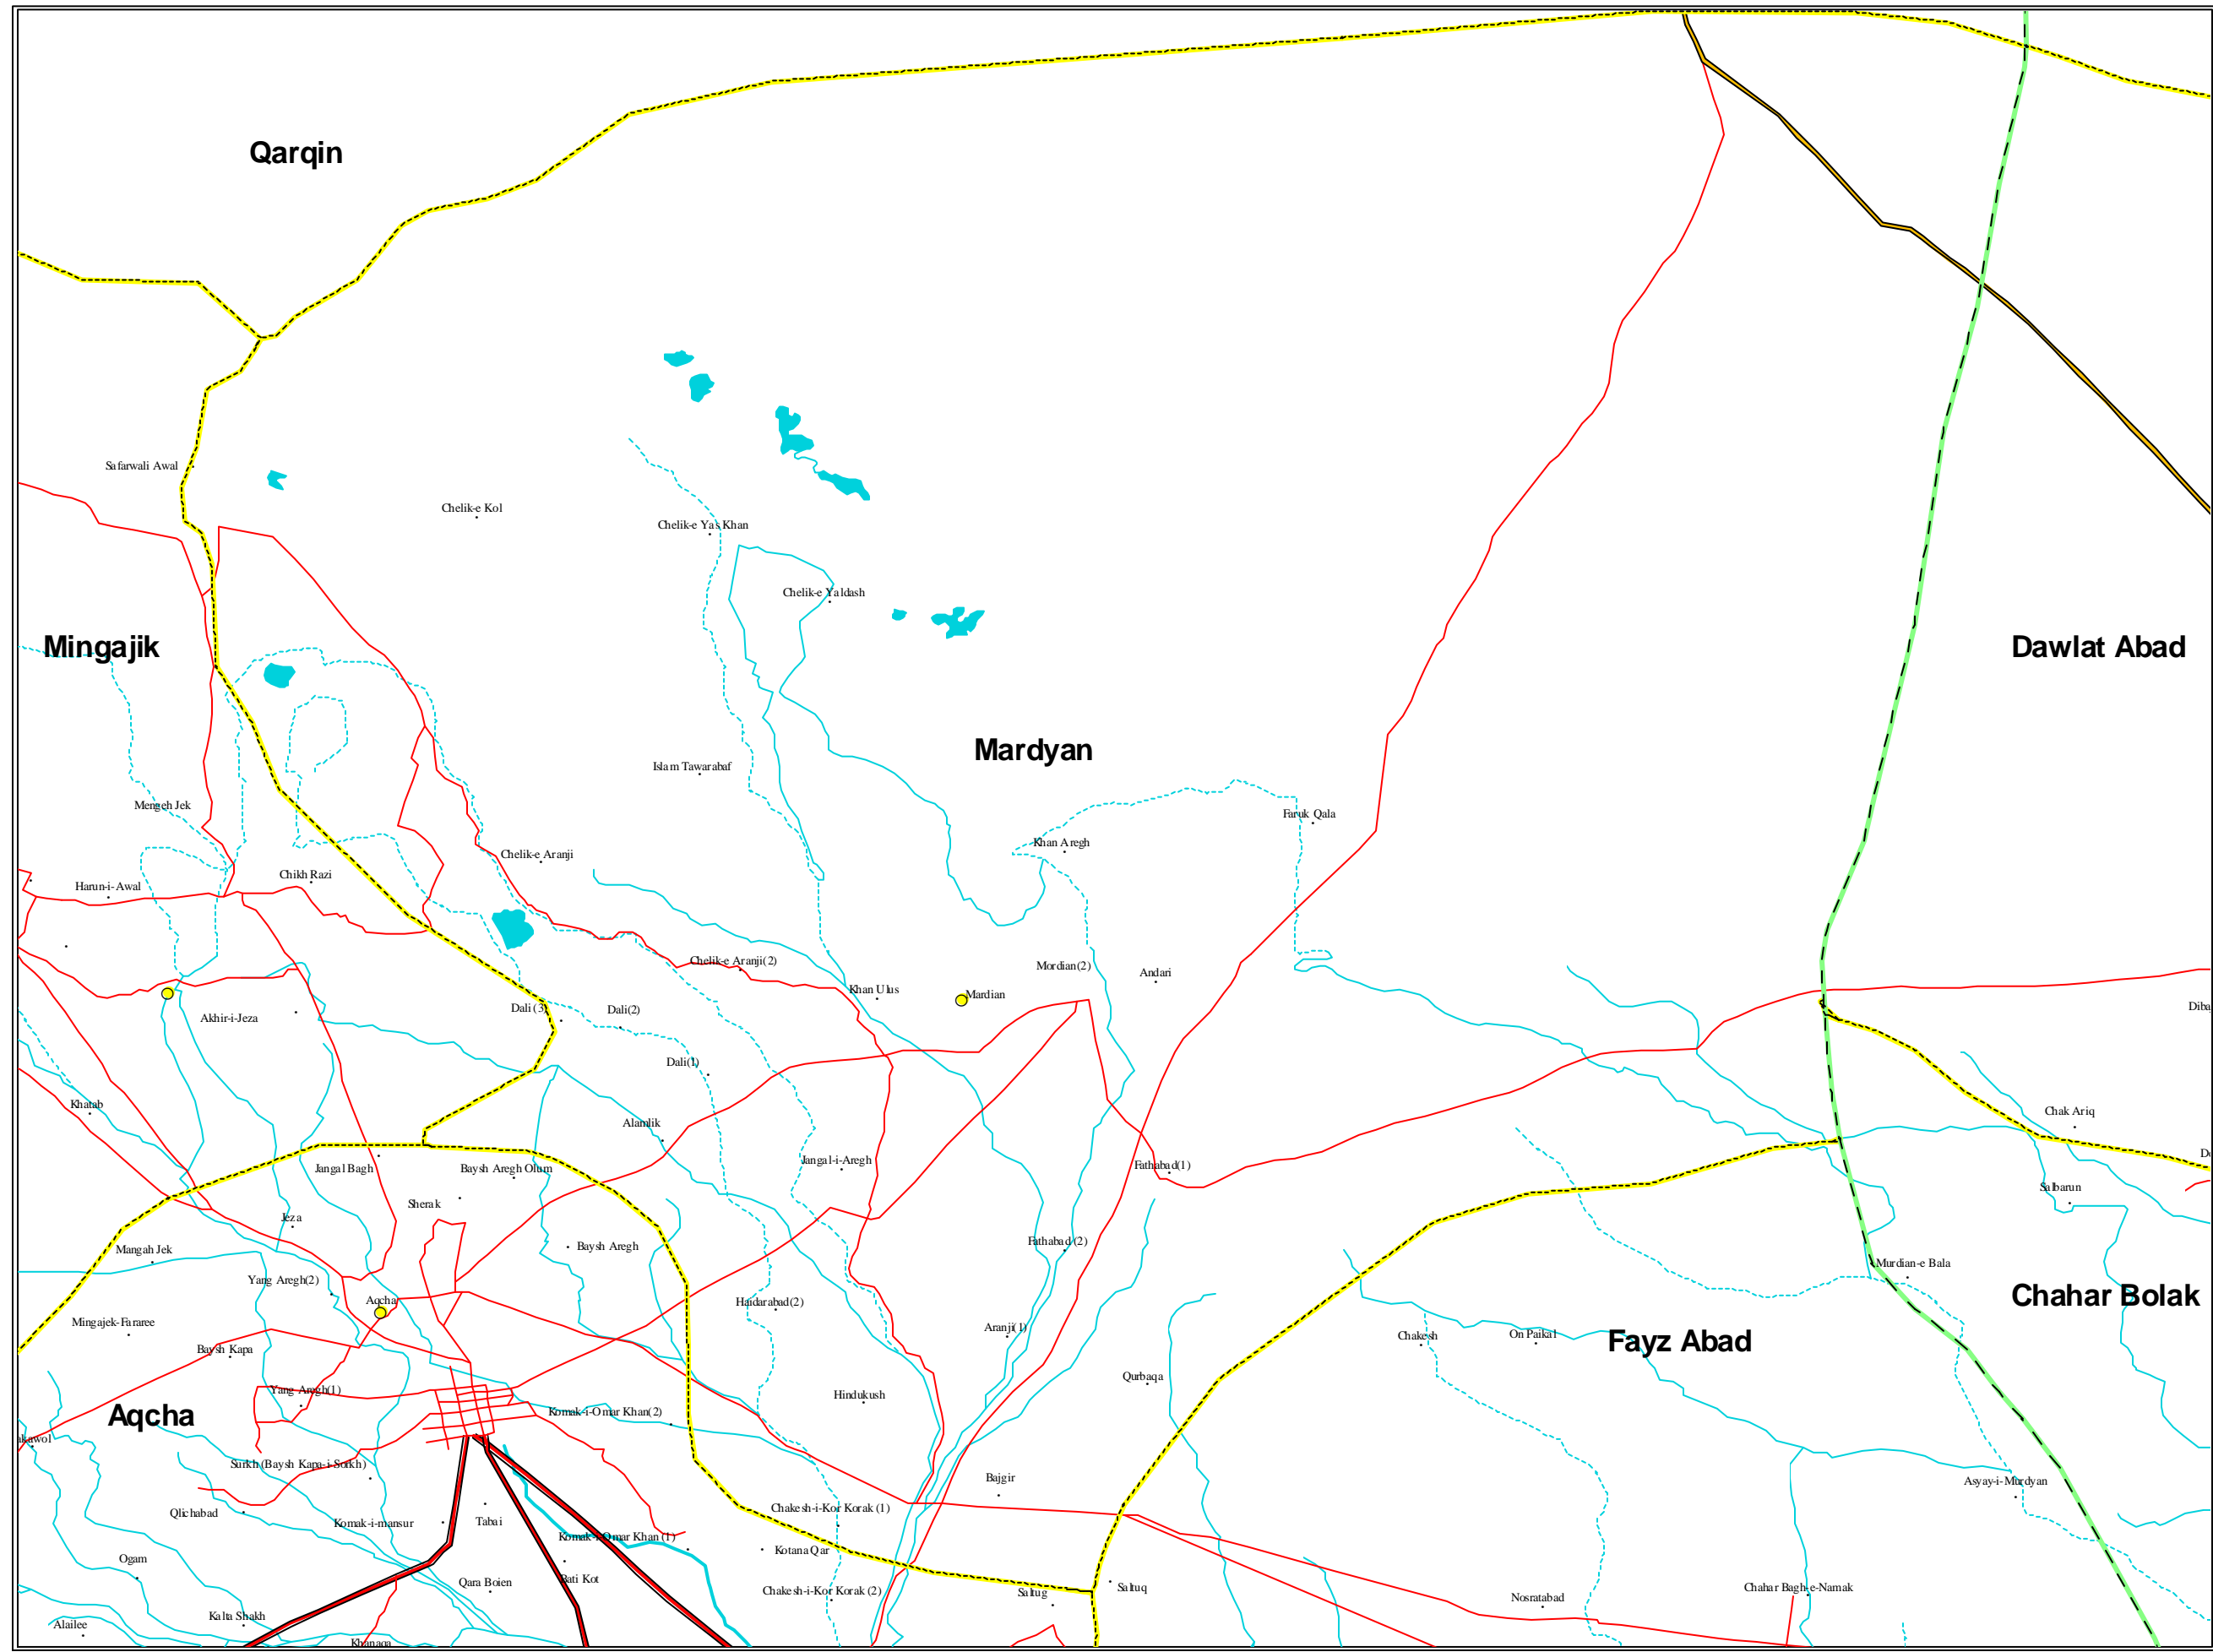 Qarqin
Safarwali Awal
Chelik-e Kol
Chelik-e Yas Khan
Chelik-e Yaldash
Mingajik
Dawlat Abad
Mardyan
Islam Tawarabaf
Mengeh Jek
Faruk Qala
Khan Aregh
Chelik-e Aranji
Chikh Razi
Harun-i-Awal
Chelik-e Aranji(2)
Mordian(2)
Andari
Khan Ulus
Mardian
Dali (3)
Dali(2)
Akhir-i-Jeza
Diba
Dali(1)
Khatab
Chak Ariq
Alamlik
Jangal Bagh
Baysh Aregh Olum
Jangal-i-Aregh
Fathabad(1)
Salbarun
Sherak
Jeza
Mangah Jek
Baysh Aregh
Fathabad (2)
Murdian-e Bala
Yang Aregh(2)
Chahar Bolak
Aqcha
Haidarabad(2)
Mingajek-Fararee
Aranji(1)
Chakesh
On Paikal
Fayz Abad
Baysh Kapa
Qurbaqa
Yang Aregh(1)
Hindukush
Aqcha
Komak-i-Omar Khan(2)
akawol
Surkh (Baysh Kapa-i-Sorkh)
Bajgir
Asyay-i-Murdyan
Qlichabad
Komak-i-mansur
Tabai
Chakesh-i-Kor Korak (1)
Komak-i-Omar Khan (1)
Kotana Qar
Ogam
Qara Boien
Bati Kot
Chakesh-i-Kor Korak (2)
Saltug
Saltuq
Nosratabad
Chahar Bagh-e-Namak
Kalta Shakh
Alailee
Khanaqa